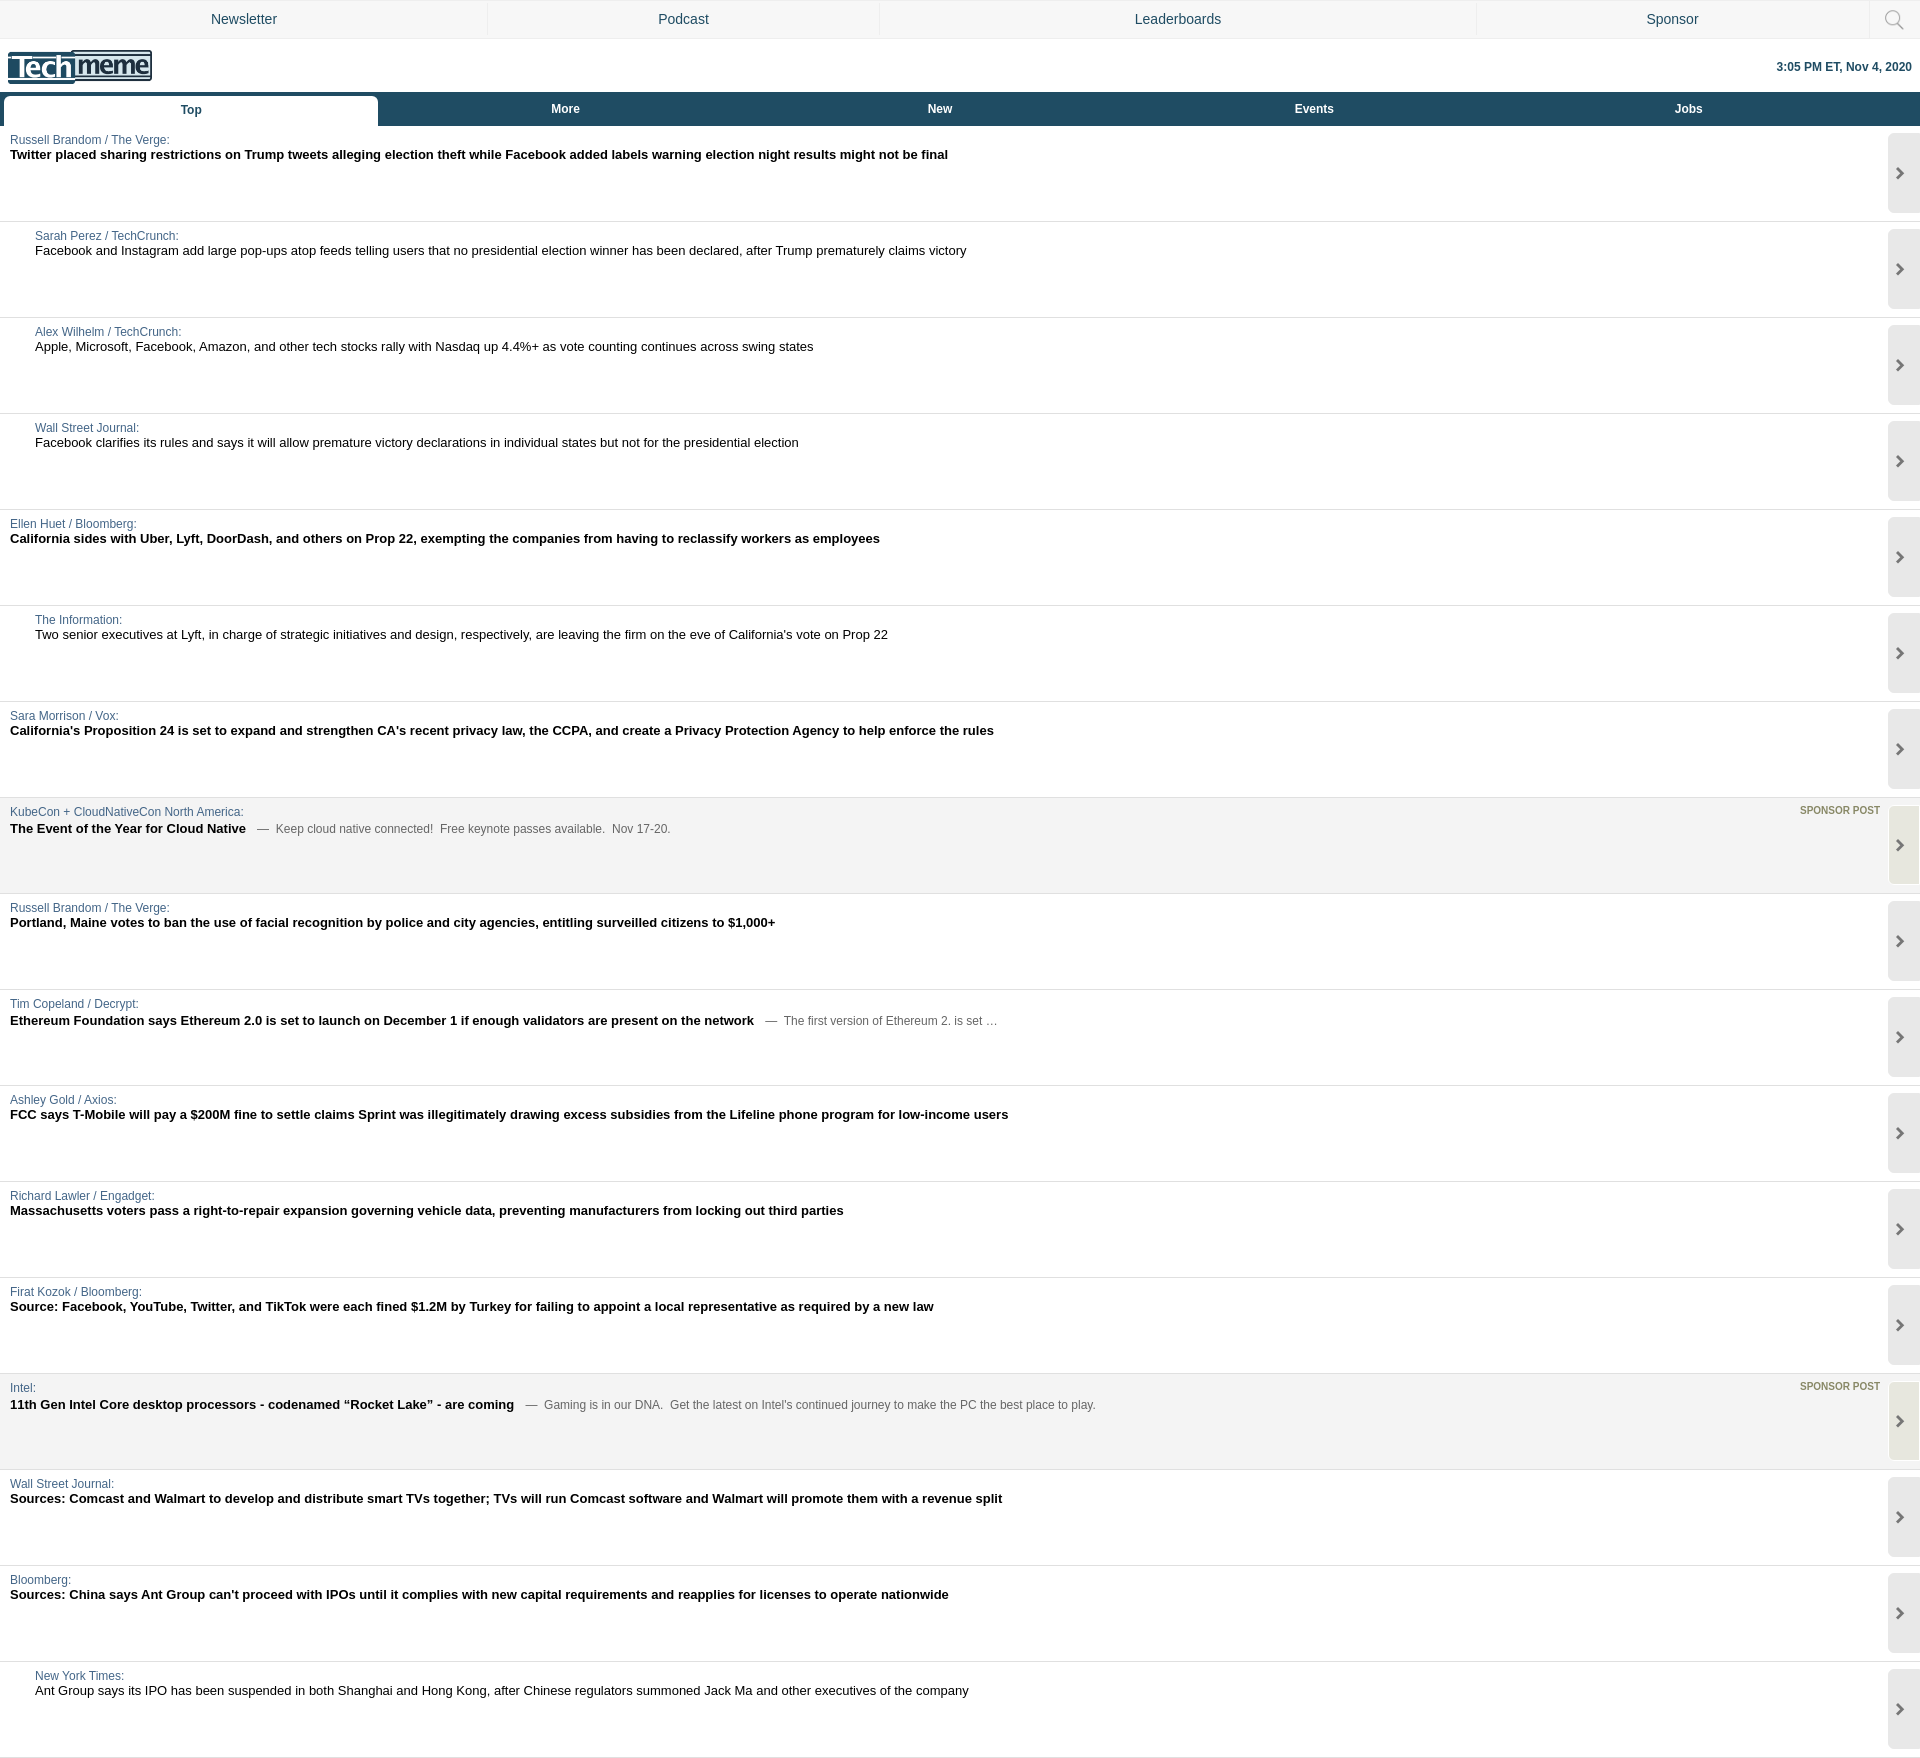 Newsletter
Podcast
Leaderboards
Sponsor
Techmeme
3:05 PM ET, Nov 4, 2020
Top
More
New
Events
Jobs
Russell Brandom / The Verge:
Twitter placed sharing restrictions on Trump tweets alleging election theft while Facebook added labels warning election night results might not be final
Sarah Perez / TechCrunch:
Facebook and Instagram add large pop-ups atop feeds telling users that no presidential election winner has been declared, after Trump prematurely claims victory
Alex Wilhelm / TechCrunch:
Apple, Microsoft, Facebook, Amazon, and other tech stocks rally with Nasdaq up 4.4%+ as vote counting continues across swing states
Wall Street Journal:
Facebook clarifies its rules and says it will allow premature victory declarations in individual states but not for the presidential election
Ellen Huet / Bloomberg:
California sides with Uber, Lyft, DoorDash, and others on Prop 22, exempting the companies from having to reclassify workers as employees
The Information:
Two senior executives at Lyft, in charge of strategic initiatives and design, respectively, are leaving the firm on the eve of California's vote on Prop 22
Sara Morrison / Vox:
California's Proposition 24 is set to expand and strengthen CA's recent privacy law, the CCPA, and create a Privacy Protection Agency to help enforce the rules
KubeCon + CloudNativeCon North America:
SPONSOR POST
The Event of the Year for Cloud Native — Keep cloud native connected! Free keynote passes available. Nov 17-20.
Russell Brandom / The Verge:
Portland, Maine votes to ban the use of facial recognition by police and city agencies, entitling surveilled citizens to $1,000+
Tim Copeland / Decrypt:
Ethereum Foundation says Ethereum 2.0 is set to launch on December 1 if enough validators are present on the network — The first version of Ethereum 2. is set …
Ashley Gold / Axios:
FCC says T-Mobile will pay a $200M fine to settle claims Sprint was illegitimately drawing excess subsidies from the Lifeline phone program for low-income users
Richard Lawler / Engadget:
Massachusetts voters pass a right-to-repair expansion governing vehicle data, preventing manufacturers from locking out third parties
Firat Kozok / Bloomberg:
Source: Facebook, YouTube, Twitter, and TikTok were each fined $1.2M by Turkey for failing to appoint a local representative as required by a new law
Intel:
SPONSOR POST
11th Gen Intel Core desktop processors - codenamed “Rocket Lake” - are coming — Gaming is in our DNA. Get the latest on Intel's continued journey to make the PC the best place to play.
Wall Street Journal:
Sources: Comcast and Walmart to develop and distribute smart TVs together; TVs will run Comcast software and Walmart will promote them with a revenue split
Bloomberg:
Sources: China says Ant Group can't proceed with IPOs until it complies with new capital requirements and reapplies for licenses to operate nationwide
New York Times:
Ant Group says its IPO has been suspended in both Shanghai and Hong Kong, after Chinese regulators summoned Jack Ma and other executives of the company